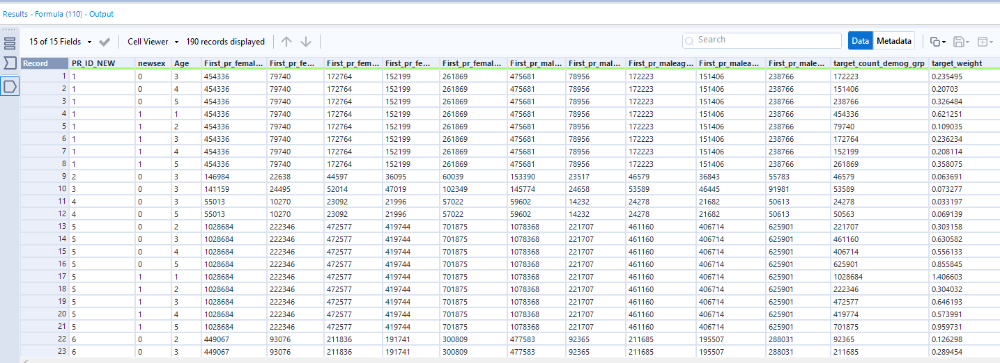 Results - Formula (110) - Output
15 of 15 Fields Cell Viewer 190 records displayed Search Data Metadata
Record PR_ID_NEW newsex Age First_pr_femal... First_pr_fe... First_pr_fem... First_pr_fe... First_pr_femal... First_pr_mal... First_pr_mal... First_pr_maleag... First_pr_malea... First_pr_male... target_count_demog_grp target_weight
1 1 0 3 454336 79740 172764 152199 261869 475681 78956 172223 151406 238766 172223 0.235495
2 1 0 4 454336 79740 172764 152199 261869 475681 78956 172223 151406 238766 151406 0.20703
3 1 0 5 454336 79740 172764 152199 261869 475681 78956 172223 151406 238766 238766 0.326484
4 1 1 1 454336 79740 172764 152199 261869 475681 78956 172223 151406 238766 454336 0.621251
5 1 1 2 454336 79740 172764 152199 261869 475681 78956 172223 151406 238766 79740 0.109035
6 1 1 3 454336 79740 172764 152199 261869 475681 78956 172223 151406 238766 172764 0.236234
7 1 1 4 454336 79740 172764 152199 261869 475681 78956 172223 151406 238766 152199 0.208114
8 1 1 5 454336 79740 172764 152199 261869 475681 78956 172223 151406 238766 261869 0.358075
9 2 0 3 146984 22638 44597 36095 60039 153390 23517 46579 36843 55783 46579 0.063691
10 3 0 3 141159 24495 52014 47019 102349 145774 24658 53589 46445 91981 53589 0.073277
11 4 0 3 55013 10270 23092 21996 57022 59602 14232 24278 21682 50613 24278 0.033197
12 4 0 5 55013 10270 23092 21996 57022 59602 14232 24278 21682 50613 50563 0.069139
13 5 0 2 1028684 222346 472577 419744 701875 1078368 221707 461160 406714 625901 221707 0.303158
14 5 0 3 1028684 222346 472577 419744 701875 1078368 221707 461160 406714 625901 461160 0.630582
15 5 0 4 1028684 222346 472577 419744 701875 1078368 221707 461160 406714 625901 406714 0.556133
16 5 0 5 1028684 222346 472577 419744 701875 1078368 221707 461160 406714 625901 625901 0.855845
17 5 1 1 1028684 222346 472577 419744 701875 1078368 221707 461160 406714 625901 1028684 1.406603
18 5 1 2 1028684 222346 472577 419744 701875 1078368 221707 461160 406714 625901 222346 0.304032
19 5 1 3 1028684 222346 472577 419744 701875 1078368 221707 461160 406714 625901 472577 0.646193
20 5 1 4 1028684 222346 472577 419744 701875 1078368 221707 461160 406714 625901 419774 0.573991
21 5 1 5 1028684 222346 472577 419744 701875 1078368 221707 461160 406714 625901 701875 0.959731
22 6 0 2 449067 93076 211836 191741 300809 477583 92365 211685 195507 288031 92365 0.126298
23 6 0 3 449067 93076 211836 191741 300809 477583 92365 211685 195507 288031 211685 0.289454